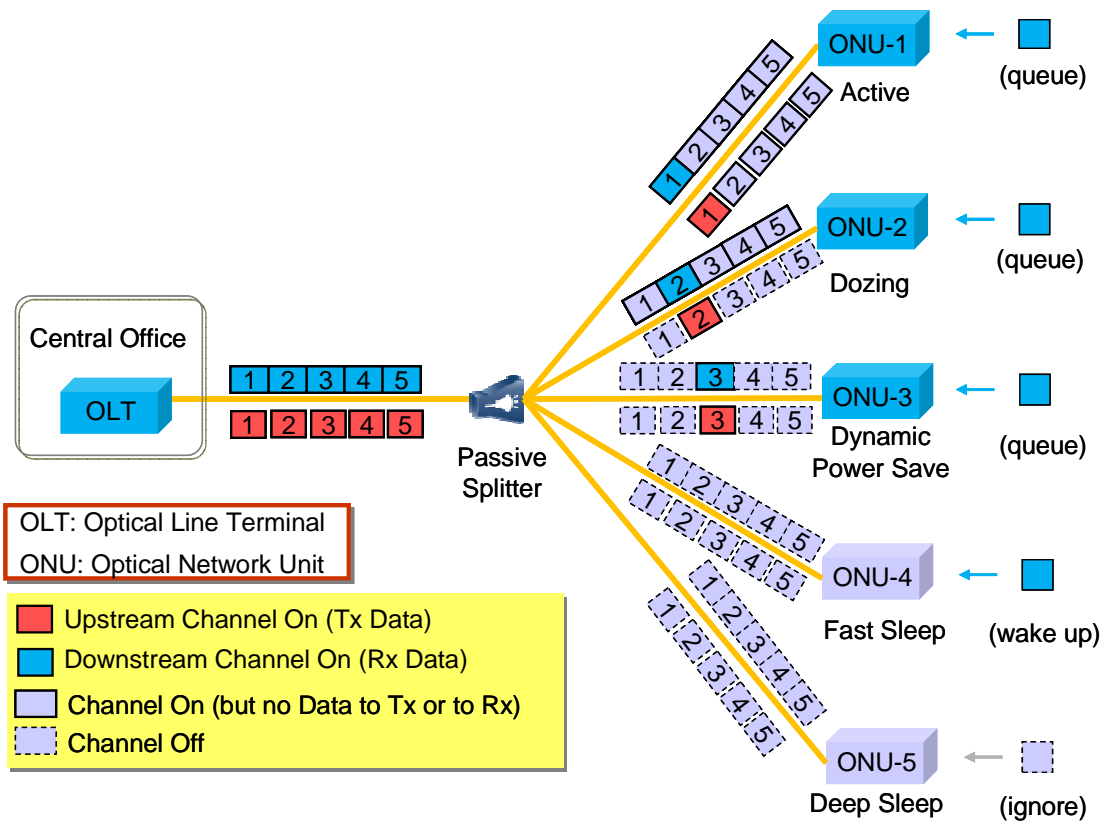 ONU-1
Active
(queue)
1 2 3 4 5
1 2 3 4 5
ONU-2
Dozing
(queue)
1 2 3 4 5
1 2 3 4 5
Central Office
OLT
1 2 3 4 5
1 2 3 4 5
Passive
Splitter
1 2 3 4 5
1 2 3 4 5
ONU-3
Dynamic
Power Save
(queue)
1 2 3 4 5
1 2 3 4 5
ONU-4
Fast Sleep
(wake up)
1 2 3 4 5
1 2 3 4 5
ONU-5
Deep Sleep
(ignore)
OLT: Optical Line Terminal
ONU: Optical Network Unit
Upstream Channel On (Tx Data)
Downstream Channel On (Rx Data)
Channel On (but no Data to Tx or to Rx)
Channel Off